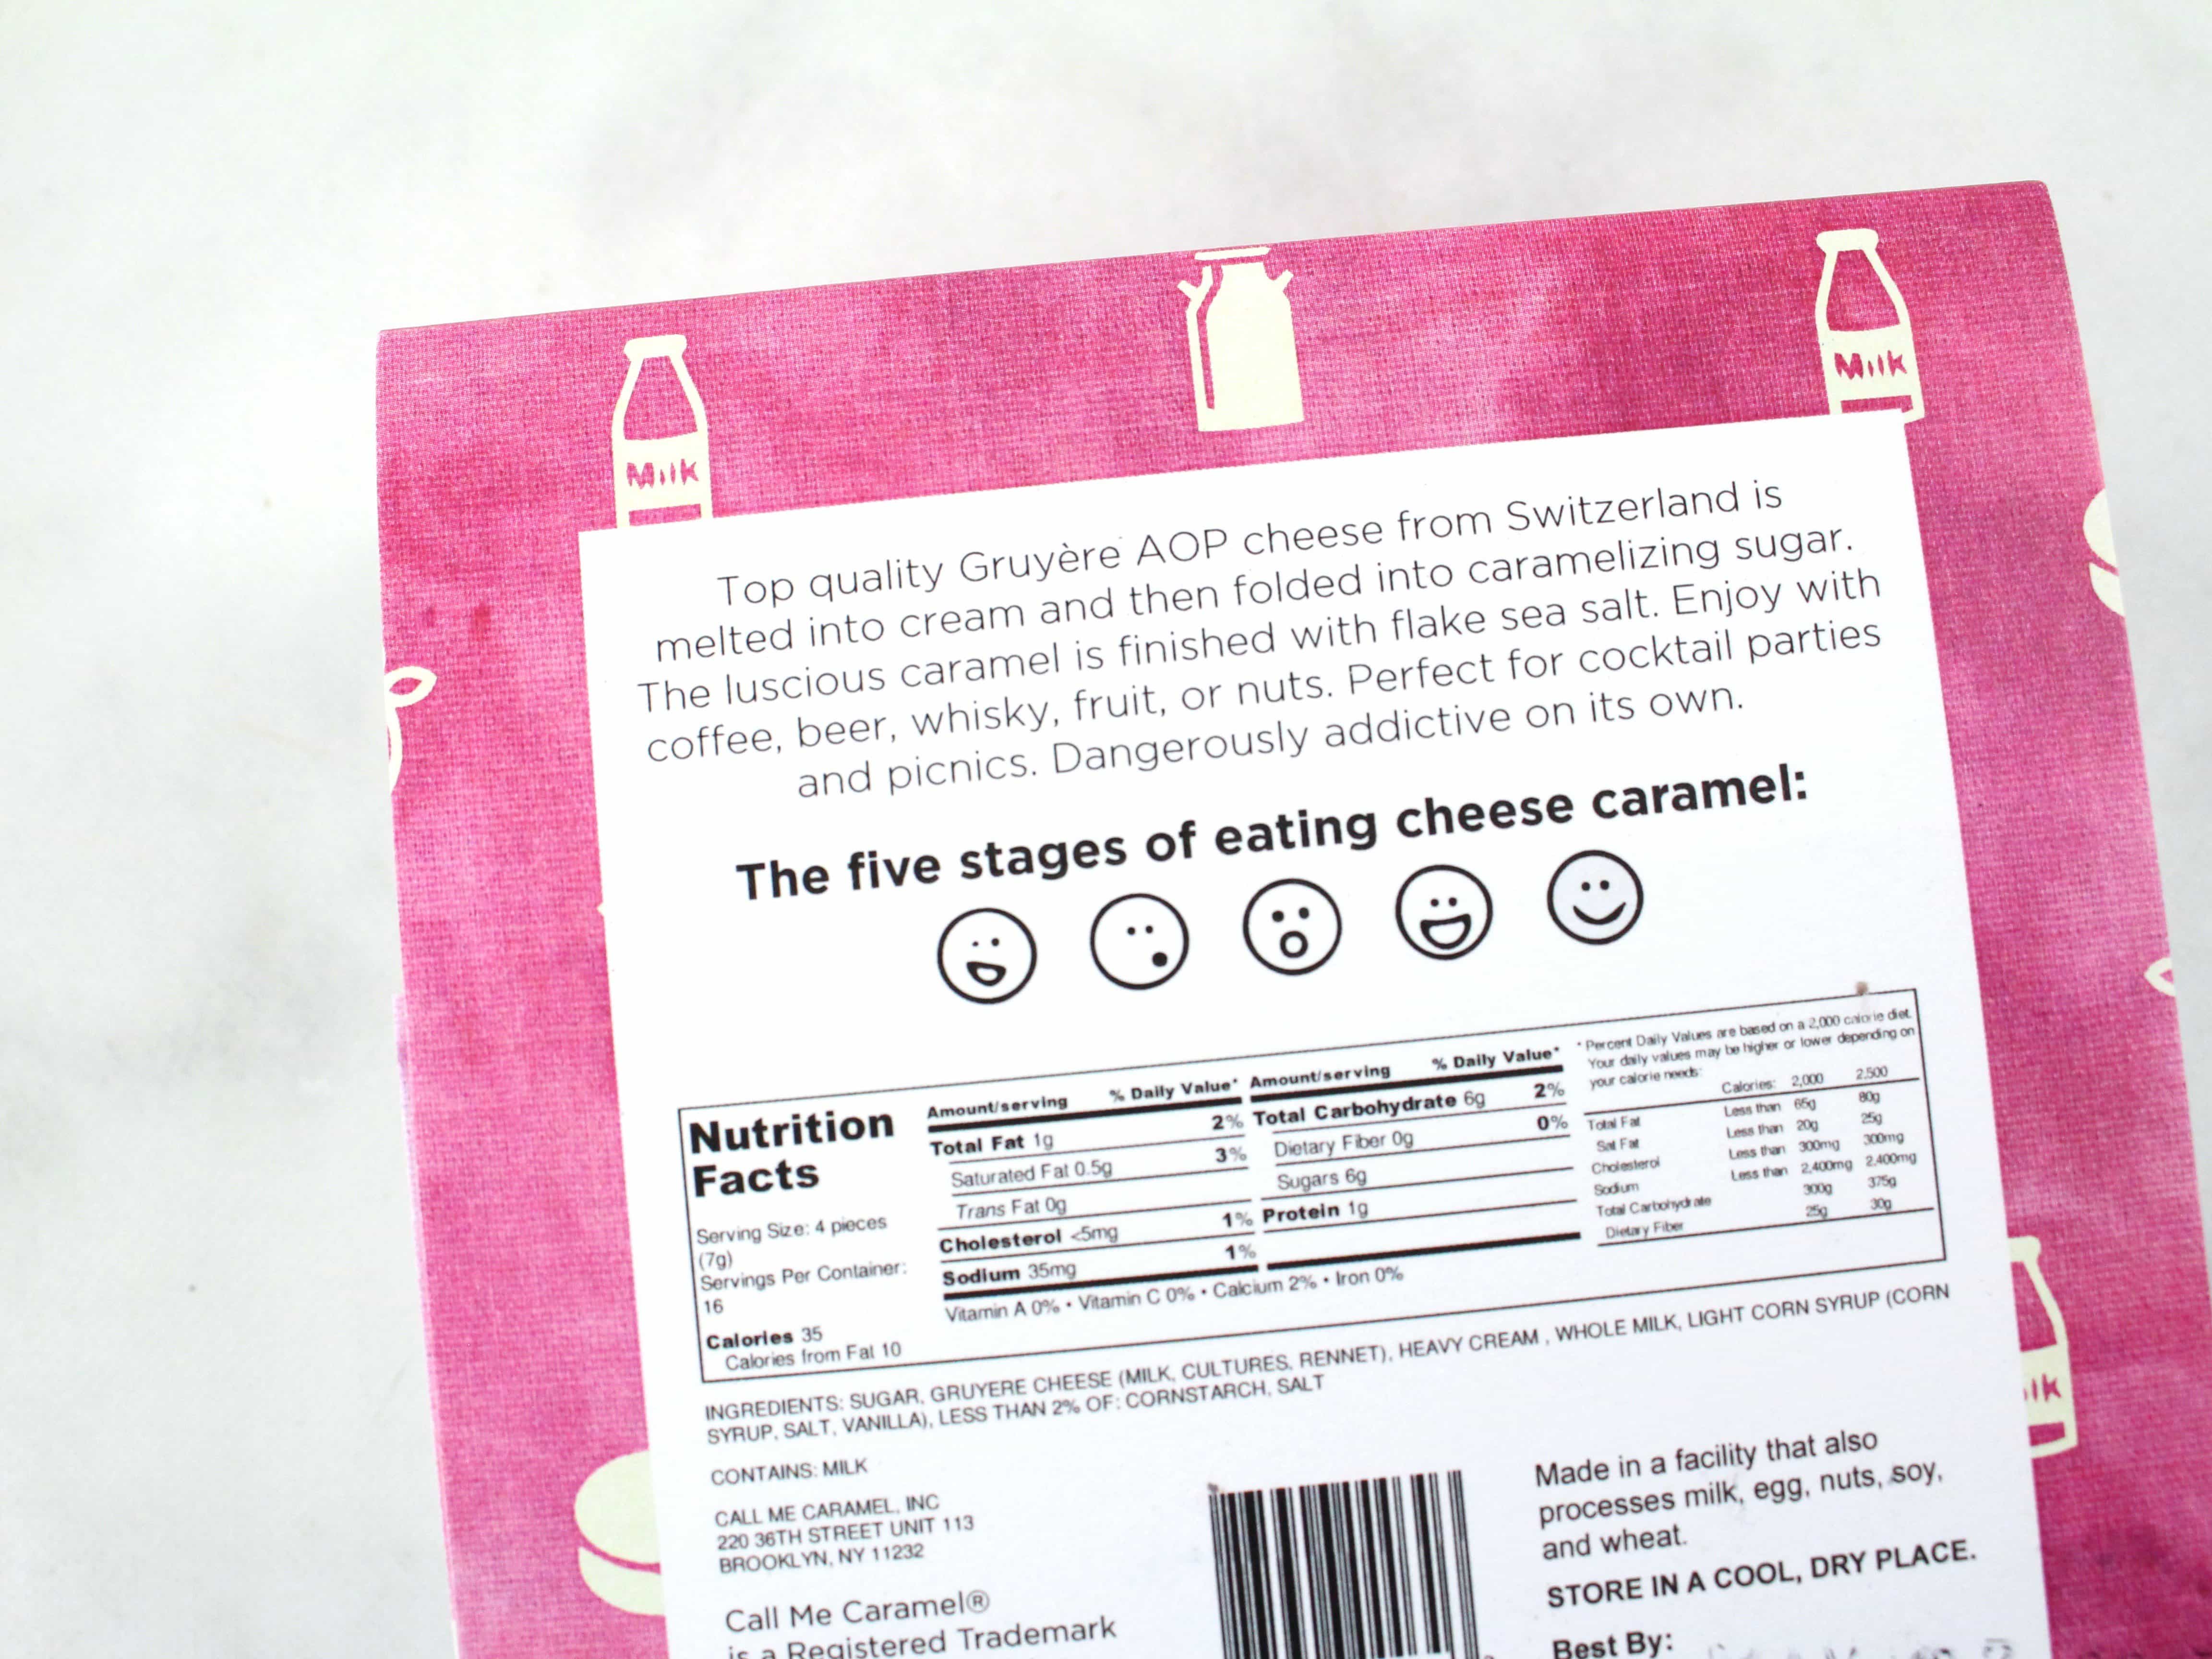 Milk
Milk
Top quality Gruyère AOP cheese from Switzerland is
melted into cream and then folded into caramelizing sugar.
The luscious caramel is finished with flake sea salt. Enjoy with
coffee, beer, whisky, fruit, or nuts. Perfect for cocktail parties
and picnics. Dangerously addictive on its own.
The five stages of eating cheese caramel:
Nutrition
Facts
Serving Size: 4 pieces
(7g)
Servings Per Container:
16
Calories 35
Calories from Fat 10
Amount/serving % Daily Value*
Total Fat 1g 2%
Saturated Fat 0.5g 3%
Trans Fat 0g
Cholesterol <5mg 1%
Sodium 35mg 1%
Amount/serving % Daily Value*
Total Carbohydrate 6g 2%
Dietary Fiber 0g 0%
Sugars 6g
Protein 1g
Vitamin A 0% • Vitamin C 0% • Calcium 2% • Iron 0%
* Percent Daily Values are based on a 2,000 calorie diet.
Your daily values may be higher or lower depending on
your calorie needs:
Calories: 2,000 2,500
Total Fat Less than 65g 80g
Sat Fat Less than 20g 25g
Cholesterol Less than 300mg 300mg
Sodium Less than 2,400mg 2,400mg
Total Carbohydrate 300g 375g
Dietary Fiber 25g 30g
INGREDIENTS: SUGAR, GRUYERE CHEESE (MILK, CULTURES, RENNET), HEAVY CREAM , WHOLE MILK, LIGHT CORN SYRUP (CORN
SYRUP, SALT, VANILLA), LESS THAN 2% OF: CORNSTARCH, SALT
CONTAINS: MILK
CALL ME CARAMEL, INC
220 36TH STREET UNIT 113
BROOKLYN, NY 11232
Call Me Caramel®
is a Registered Trademark
Made in a facility that also
processes milk, egg, nuts, soy,
and wheat.
STORE IN A COOL, DRY PLACE.
Best By: